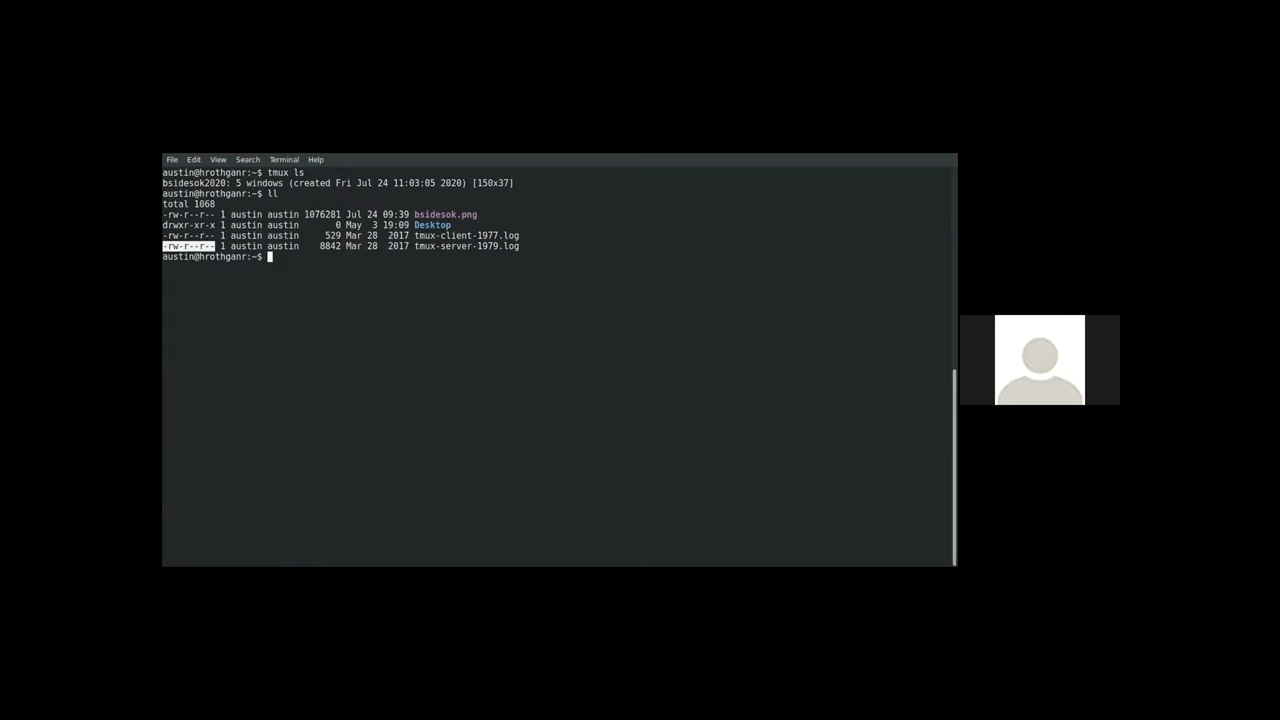 File Edit View Search Terminal Help
austin@hrothganr:~$ tmux ls
bsidesok2020: 5 windows (created Fri Jul 24 11:03:05 2020) [150x37]
austin@hrothganr:~$ ll
total 1068
-rw-r--r-- 1 austin austin 1076281 Jul 24 09:39 bsidesok.png
drwxr-xr-x 1 austin austin       0 May  3 19:09 Desktop
-rw-r--r-- 1 austin austin     529 Mar 28  2017 tmux-client-1977.log
-rw-r--r-- 1 austin austin    8842 Mar 28  2017 tmux-server-1979.log
austin@hrothganr:~$